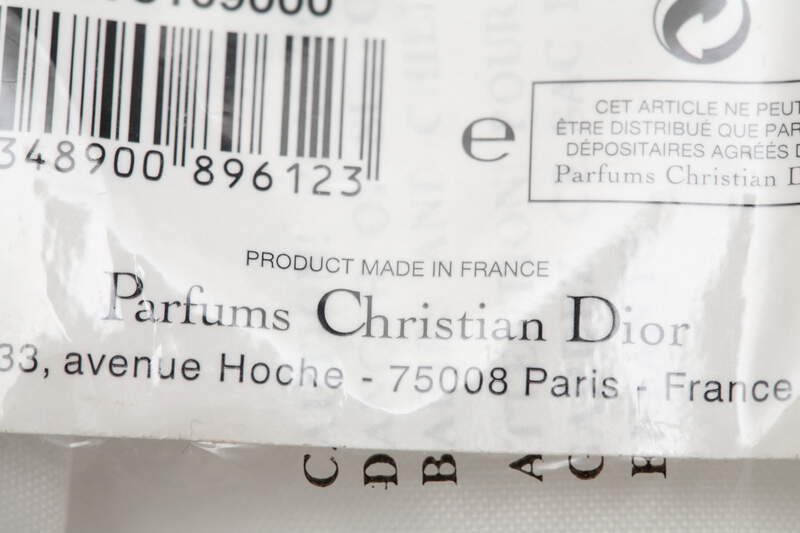 348900 896123
e
CET ARTICLE NE PEUT
ÊTRE DISTRIBUÉ QUE PAR
DÉPOSITAIRES AGRÉÉS D
Parfums Christian D
PRODUCT MADE IN FRANCE
Parfums Christian Dior
33, avenue Hoche - 75008 Paris - France